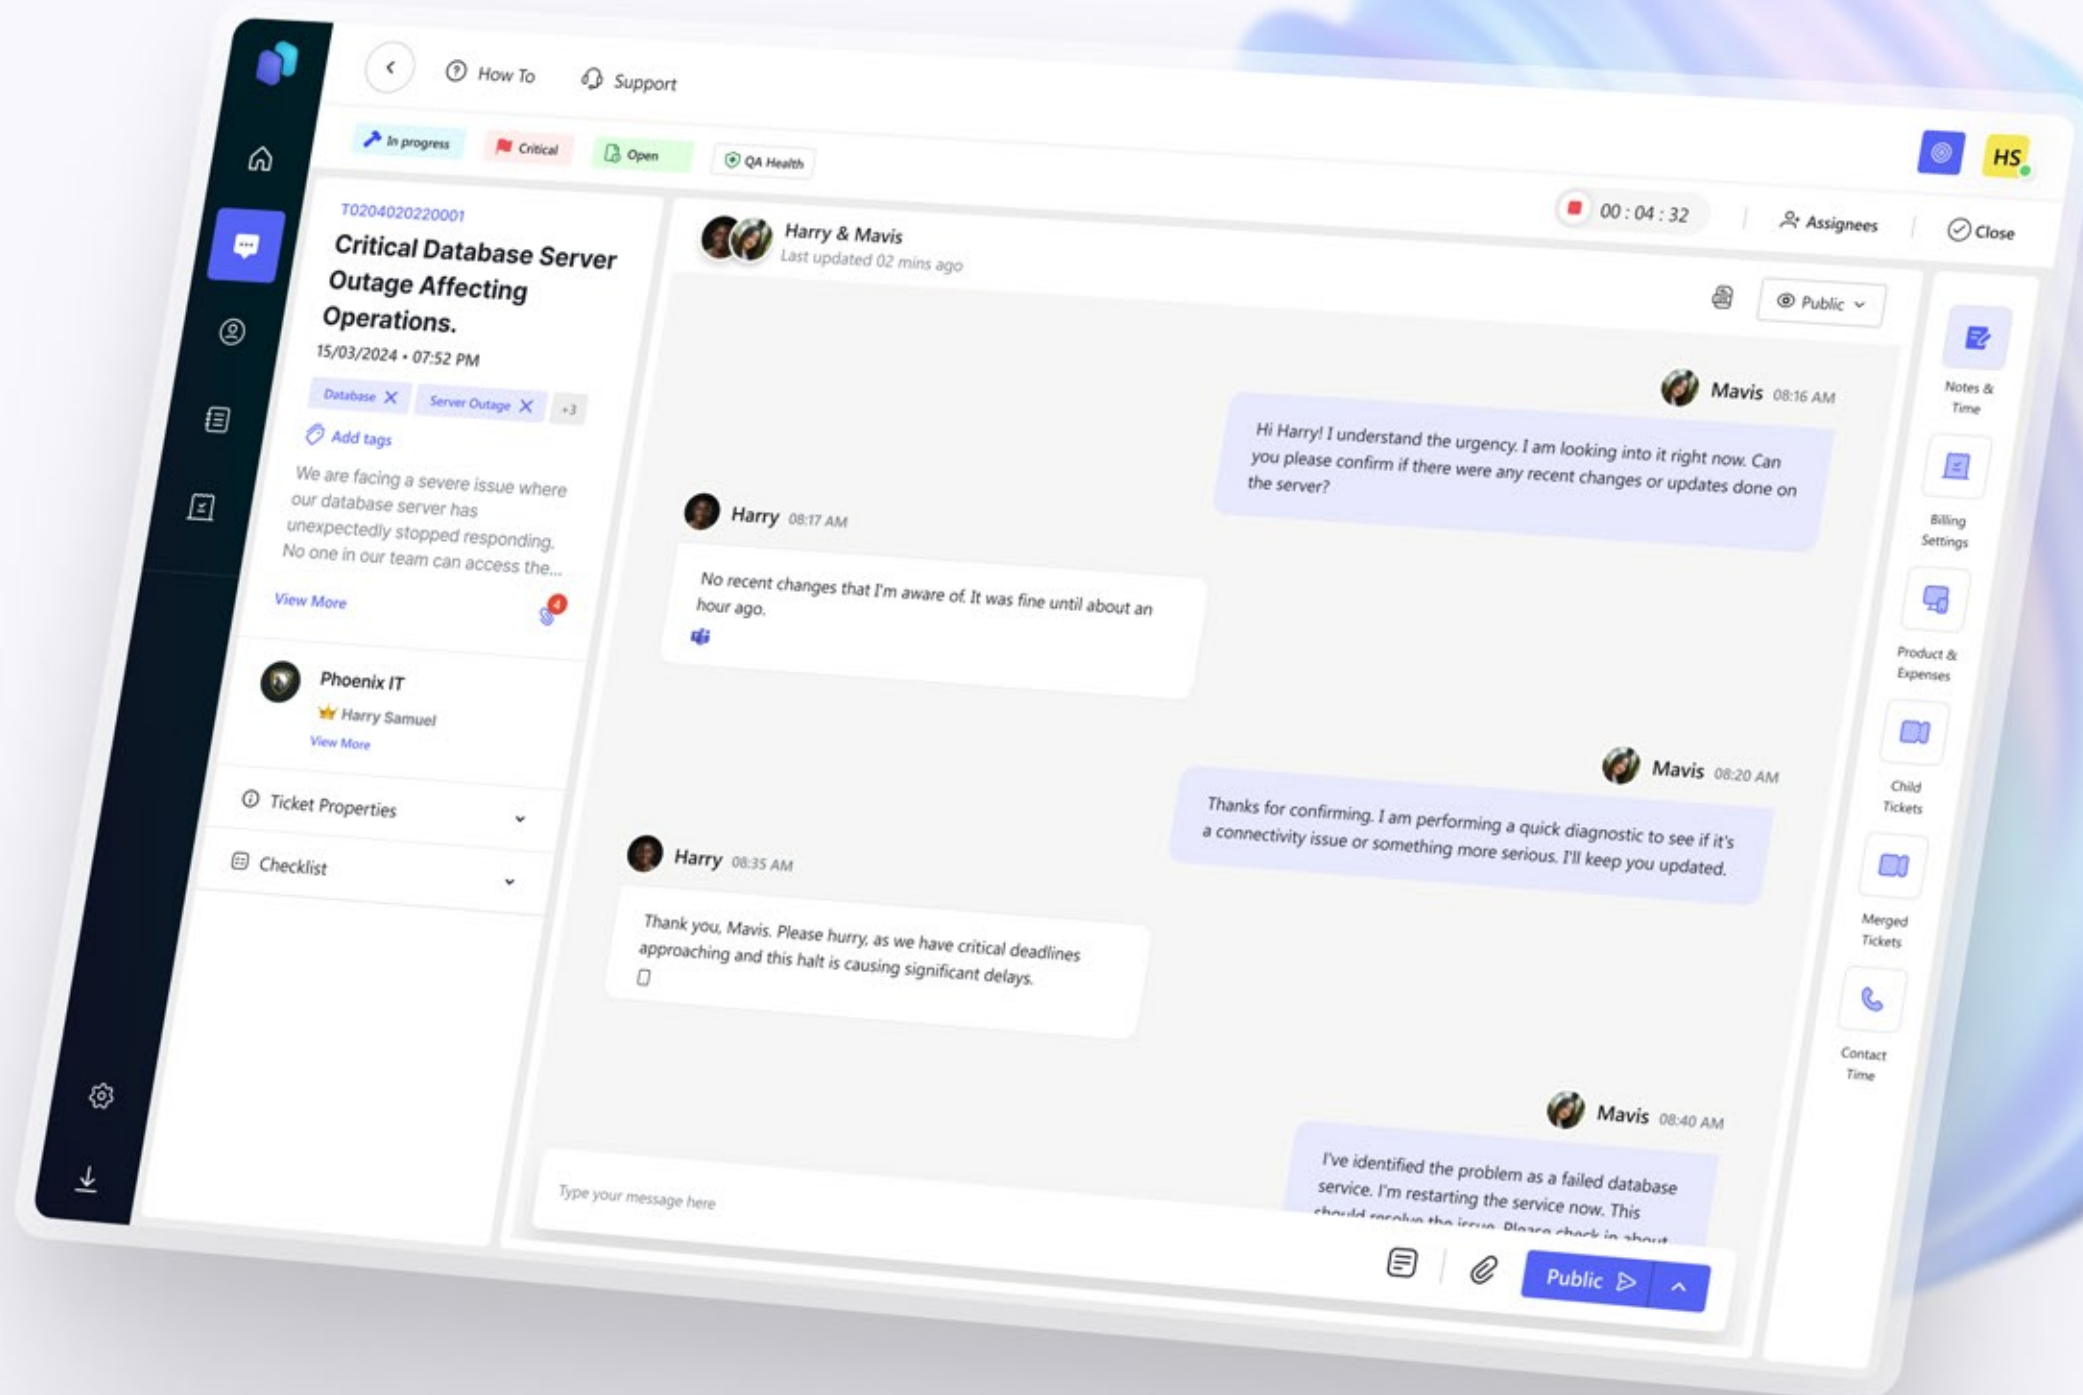 How To
Support
HS
In progress
Critical
Open
QA Health
00 : 04 : 32
Assignees
Close
T0204020220001
Critical Database Server
Outage Affecting
Operations.
15/03/2024 • 07:52 PM
Database
Server Outage
+3
Add tags
We are facing a severe issue where
our database server has
unexpectedly stopped responding.
No one in our team can access the...
View More
4
Phoenix IT
Harry Samuel
View More
Ticket Properties
Checklist
Harry & Mavis
Last updated 02 mins ago
Public
Mavis 08:16 AM
Hi Harry! I understand the urgency. I am looking into it right now. Can
you please confirm if there were any recent changes or updates done on
the server?
Harry 08:17 AM
No recent changes that I'm aware of. It was fine until about an
hour ago.
Mavis 08:20 AM
Thanks for confirming. I am performing a quick diagnostic to see if it's
a connectivity issue or something more serious. I'll keep you updated.
Harry 08:35 AM
Thank you, Mavis. Please hurry, as we have critical deadlines
approaching and this halt is causing significant delays.
Mavis 08:40 AM
I've identified the problem as a failed database
service. I'm restarting the service now. This
should resolve the issue. Please check in about
Type your message here
Public
Notes &
Time
Billing
Settings
Product &
Expenses
Child
Tickets
Merged
Tickets
Contact
Time